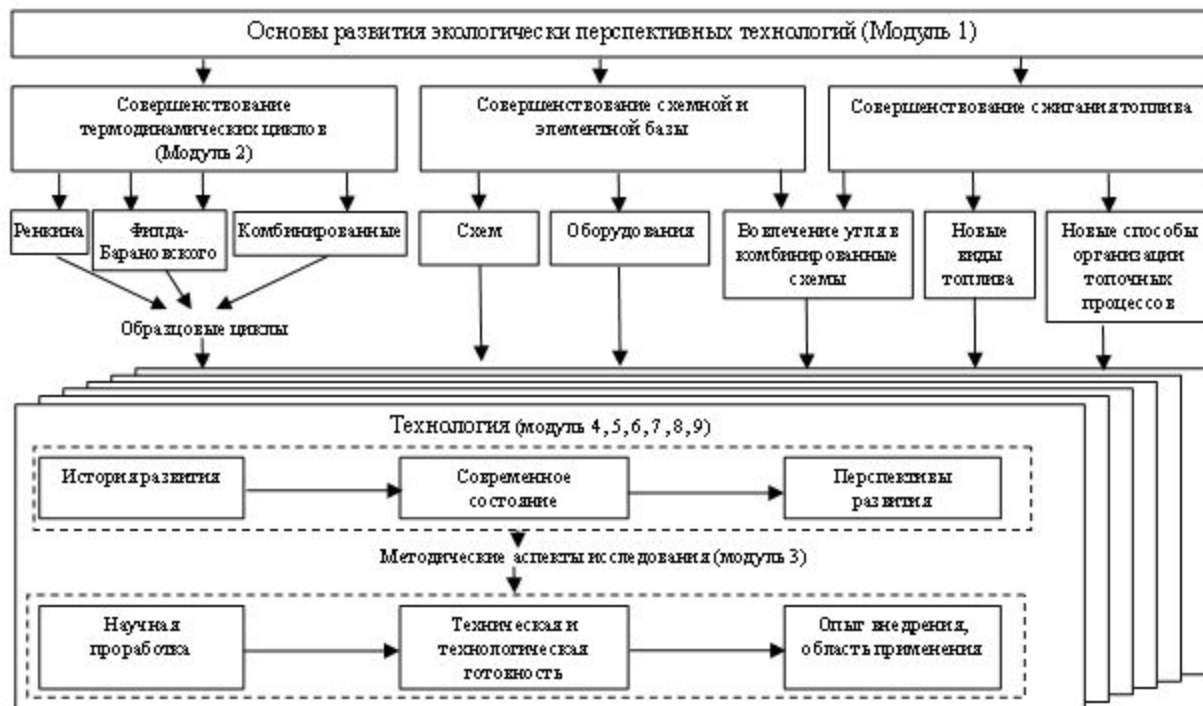 Основы развития экологически перспективных технологий (Модуль 1)
Совершенствование
термодинамических циклов
(Модуль 2)
Совершенствование схемной и
элементной базы
Совершенствование сжигания топлива
Ренкина
Филда-
Барановского
Комбинированные
Схем
Оборудования
Вовлечение угля в
комбинированные
схемы
Новые
виды
топлива
Новые способы
организации
топочных
процессов
Образцовые циклы
Технология (модуль 4,5,6,7,8,9)
История развития
Современное
состояние
Перспективы
развития
Методические аспекты исследования (модуль 3)
Научная
проработка
Техническая и
технологическая
готовность
Опыт внедрения,
область применения